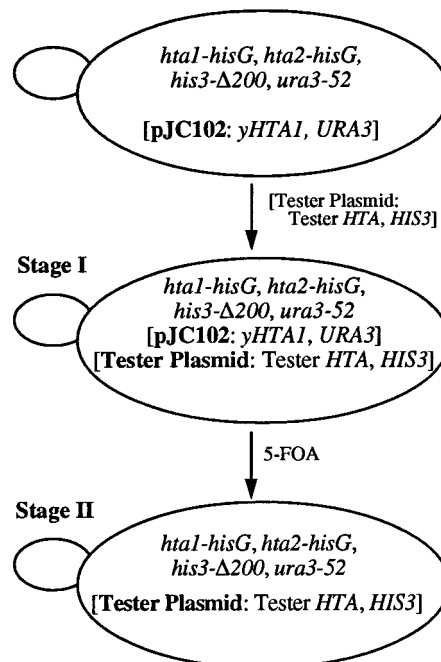 hta1-hisG, hta2-hisG,
his3-Δ200, ura3-52
[pJC102: yHTA1, URA3]
[Tester Plasmid:
Tester HTA, HIS3]
Stage I
hta1-hisG, hta2-hisG,
his3-Δ200, ura3-52
[pJC102: yHTA1, URA3]
[Tester Plasmid: Tester HTA, HIS3]
5-FOA
Stage II
hta1-hisG, hta2-hisG,
his3-Δ200, ura3-52
[Tester Plasmid: Tester HTA, HIS3]